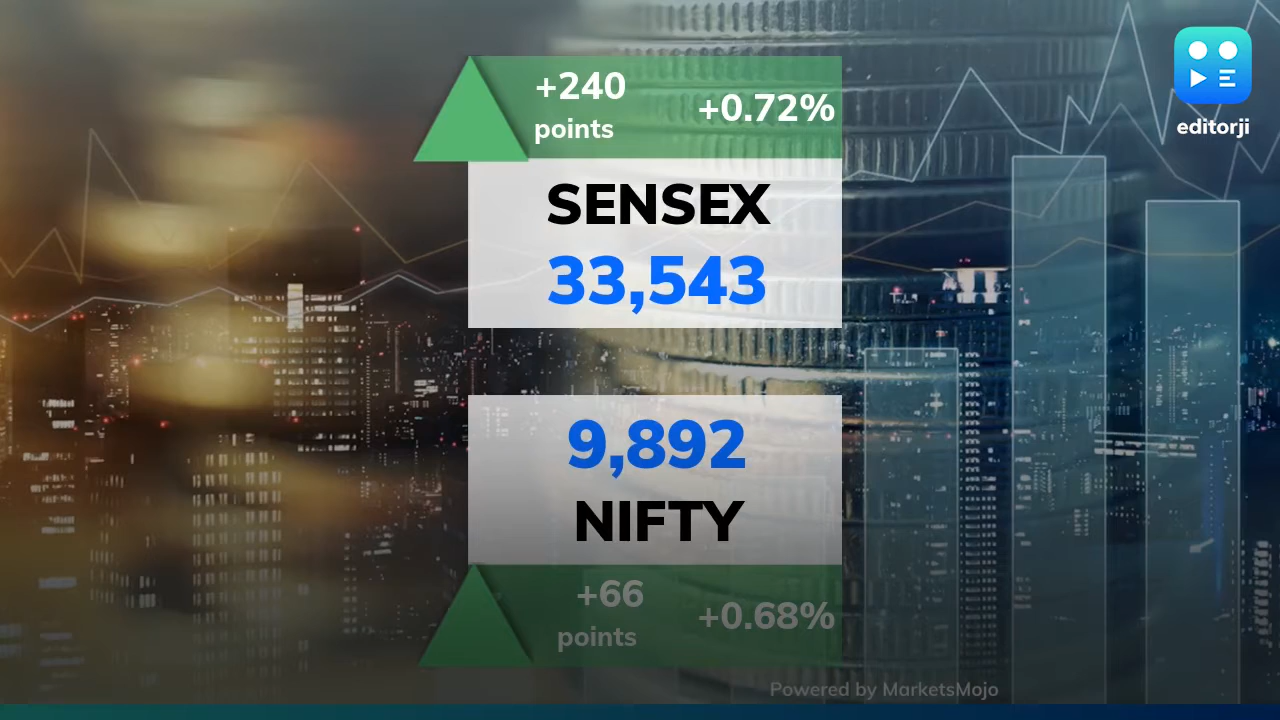 +240
points
+0.72%
editorji
SENSEX
33,543
9,892
NIFTY
+66
points
+0.68%
Powered by MarketsMojo